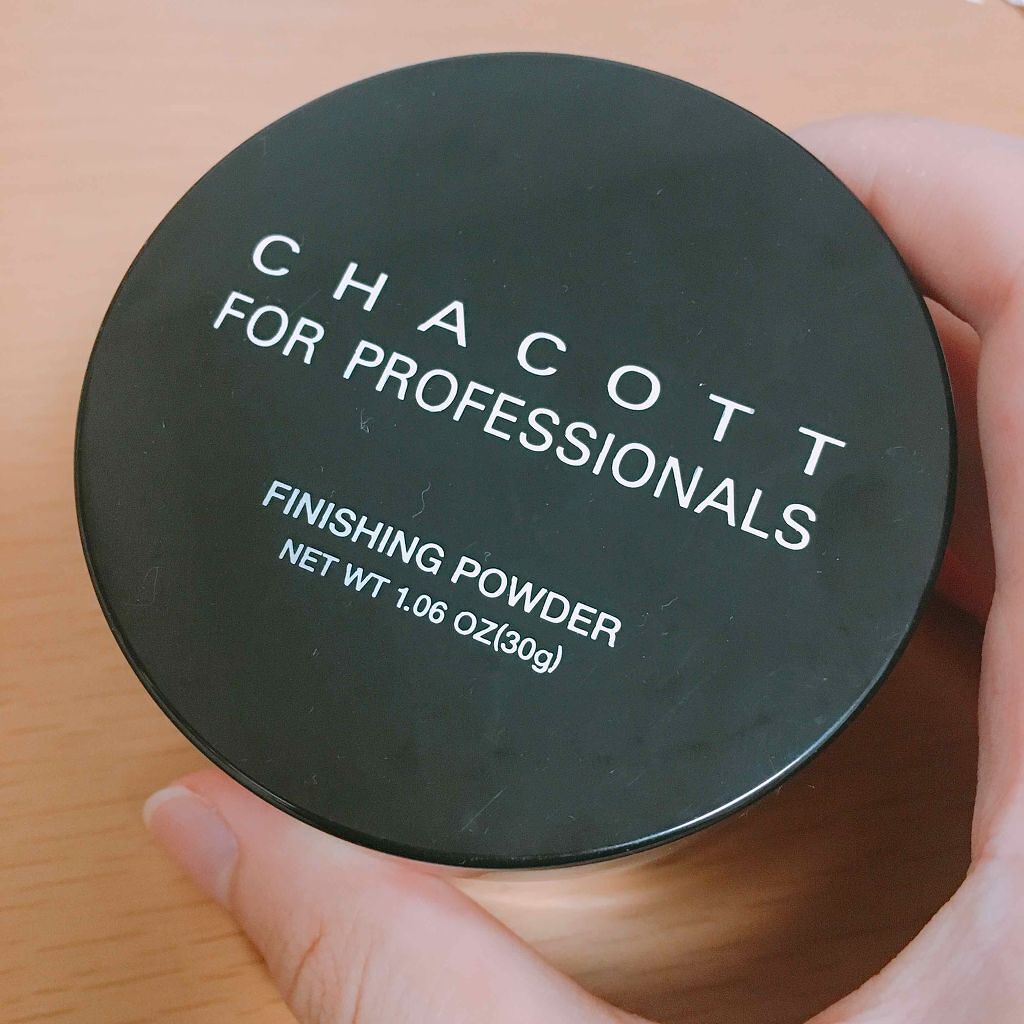 CHACOTT
FOR PROFESSIONALS
FINISHING POWDER
NET WT 1.06 OZ(30g)